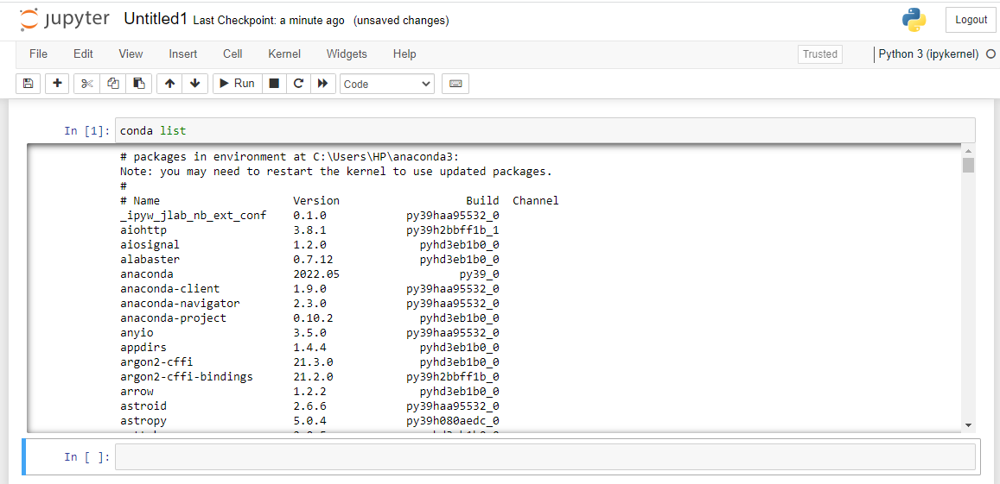 jupyter Untitled1 Last Checkpoint: a minute ago (unsaved changes) Logout
File Edit View Insert Cell Kernel Widgets Help Trusted Python 3 (ipykernel)
Run Code
In [1]: conda list
# packages in environment at C:\Users\HP\anaconda3:
Note: you may need to restart the kernel to use updated packages.
#
# Name Version Build Channel
_ipyw_jlab_nb_ext_conf 0.1.0 py39haa95532_0
aiohttp 3.8.1 py39h2bbff1b_1
aiosignal 1.2.0 pyhd3eb1b0_0
alabaster 0.7.12 pyhd3eb1b0_0
anaconda 2022.05 py39_0
anaconda-client 1.9.0 py39haa95532_0
anaconda-navigator 2.3.0 py39haa95532_0
anaconda-project 0.10.2 pyhd3eb1b0_0
anyio 3.5.0 py39haa95532_0
appdirs 1.4.4 pyhd3eb1b0_0
argon2-cffi 21.3.0 pyhd3eb1b0_0
argon2-cffi-bindings 21.2.0 py39h2bbff1b_0
arrow 1.2.2 pyhd3eb1b0_0
astroid 2.6.6 py39haa95532_0
astropy 5.0.4 py39h080aedc_0
In [ ]: